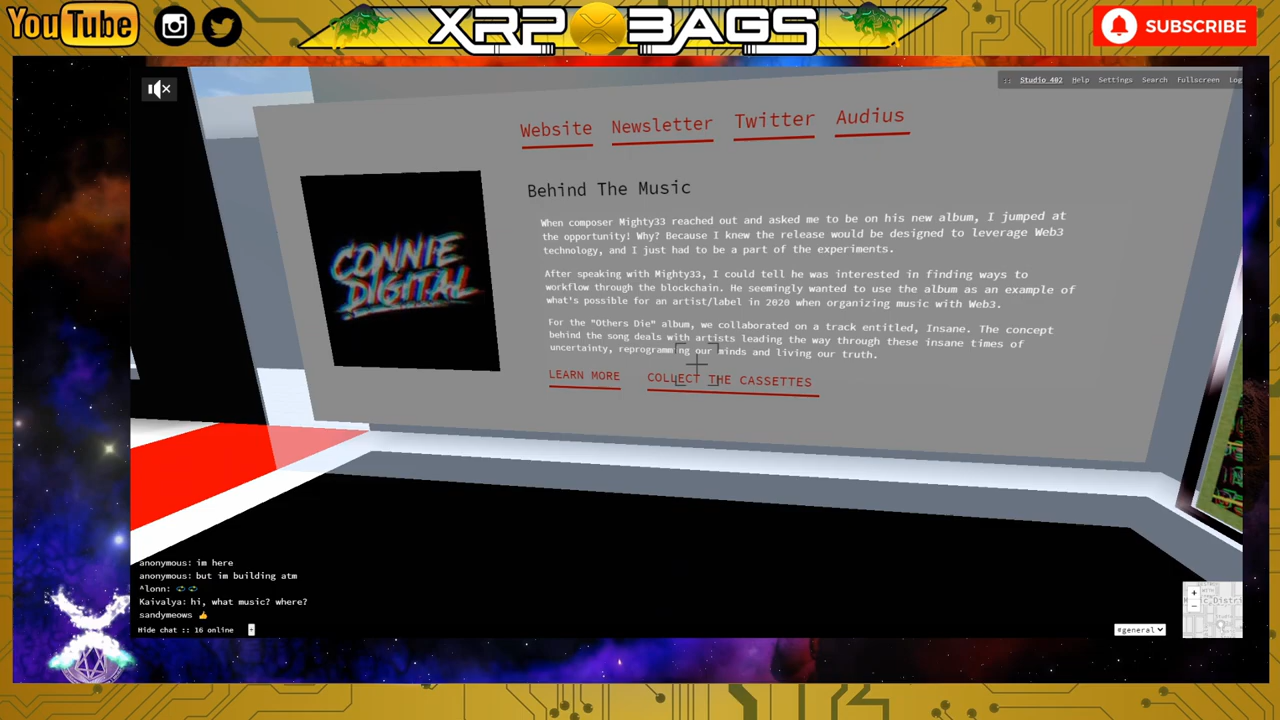 YouTube
XRP BAGS
SUBSCRIBE
Studio 402 Help Settings Search Fullscreen Log
Website Newsletter Twitter Audius
CONNIE
DIGITAL
Behind The Music
When composer Mighty33 reached out and asked me to be on his new album, I jumped at
the opportunity! Why? Because I knew the release would be designed to leverage Web3
technology, and I just had to be a part of the experiments.
After speaking with Mighty33, I could tell he was interested in finding ways to
workflow through the blockchain. He seemingly wanted to use the album as an example of
what's possible for an artist/label in 2020 when organizing music with Web3.
For the "Others Die" album, we collaborated on a track entitled, Insane. The concept
behind the song deals with artists leading the way through these insane times of
uncertainty, reprogramming our minds and living our truth.
LEARN MORE COLLECT THE CASSETTES
anonymous: im here
anonymous: but im building atm
^lonn:
Kaivalya: hi, what music? where?
sandymeows 👍
Hide chat :: 16 online
#general